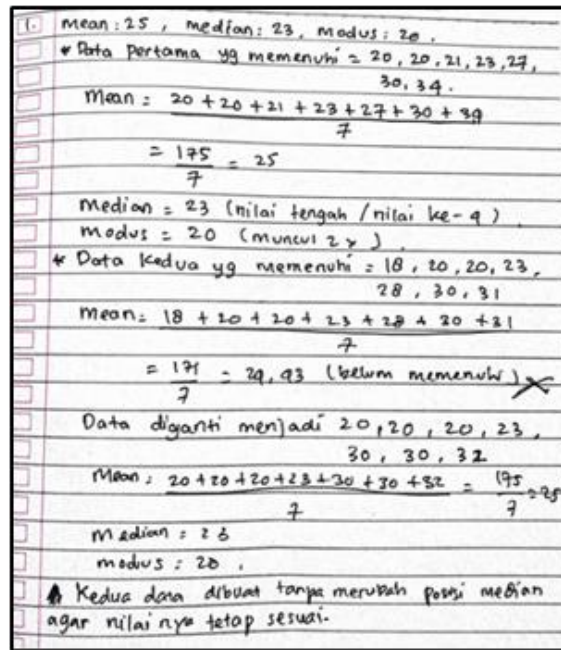 1. mean : 25 , median : 23, modus : 20 .
* Data pertama yg memenuhi = 20, 20, 21, 23, 27,
30, 34.
Mean = 20 + 20 + 21 + 23 + 27 + 30 + 34
7
= 175 = 25
7
Median = 23 (nilai tengah / nilai ke-4)
modus = 20 (muncul 2x).
* Data kedua yg memenuhi = 18, 20, 20, 23,
28, 30, 31
Mean = 18 + 20 + 20 + 23 + 28 + 30 + 31
7
= 171 = 24,43 (belum memenuhi) X
7
Data diganti menjadi 20, 20, 20, 23,
30, 30, 32
Mean : 20 + 20 + 20 + 23 + 30 + 30 + 32 = 175 = 25
7 7
Median : 23
modus : 20 .
Kedua data dibuat tanpa merubah posisi median
agar nilai nya tetap sesuai.